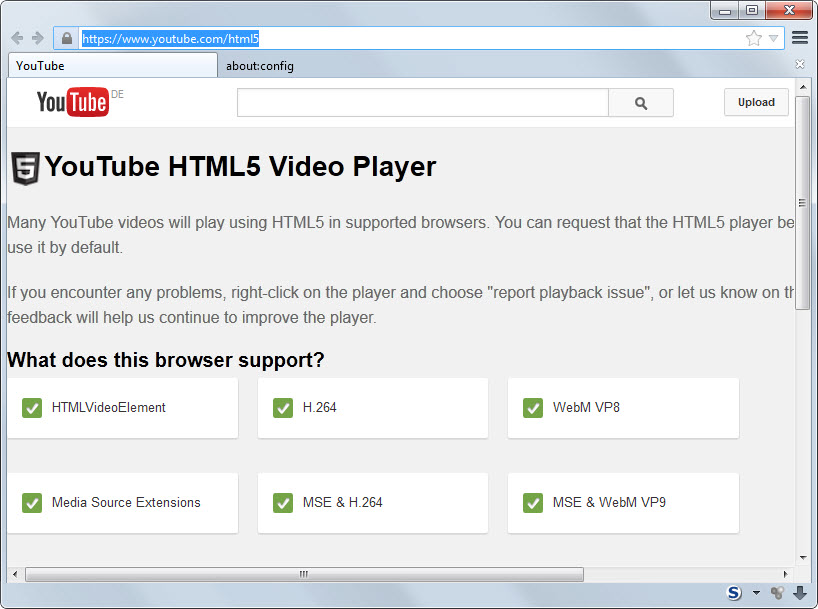 https://www.youtube.com/html5
YouTube
about:config
YouTube DE
Upload
5
YouTube HTML5 Video Player
Many YouTube videos will play using HTML5 in supported browsers. You can request that the HTML5 player be
use it by default.
If you encounter any problems, right-click on the player and choose "report playback issue", or let us know on
feedback will help us continue to improve the player.
What does this browser support?
HTMLVideoElement
H.264
WebM VP8
Media Source Extensions
MSE & H.264
MSE & WebM VP9
S